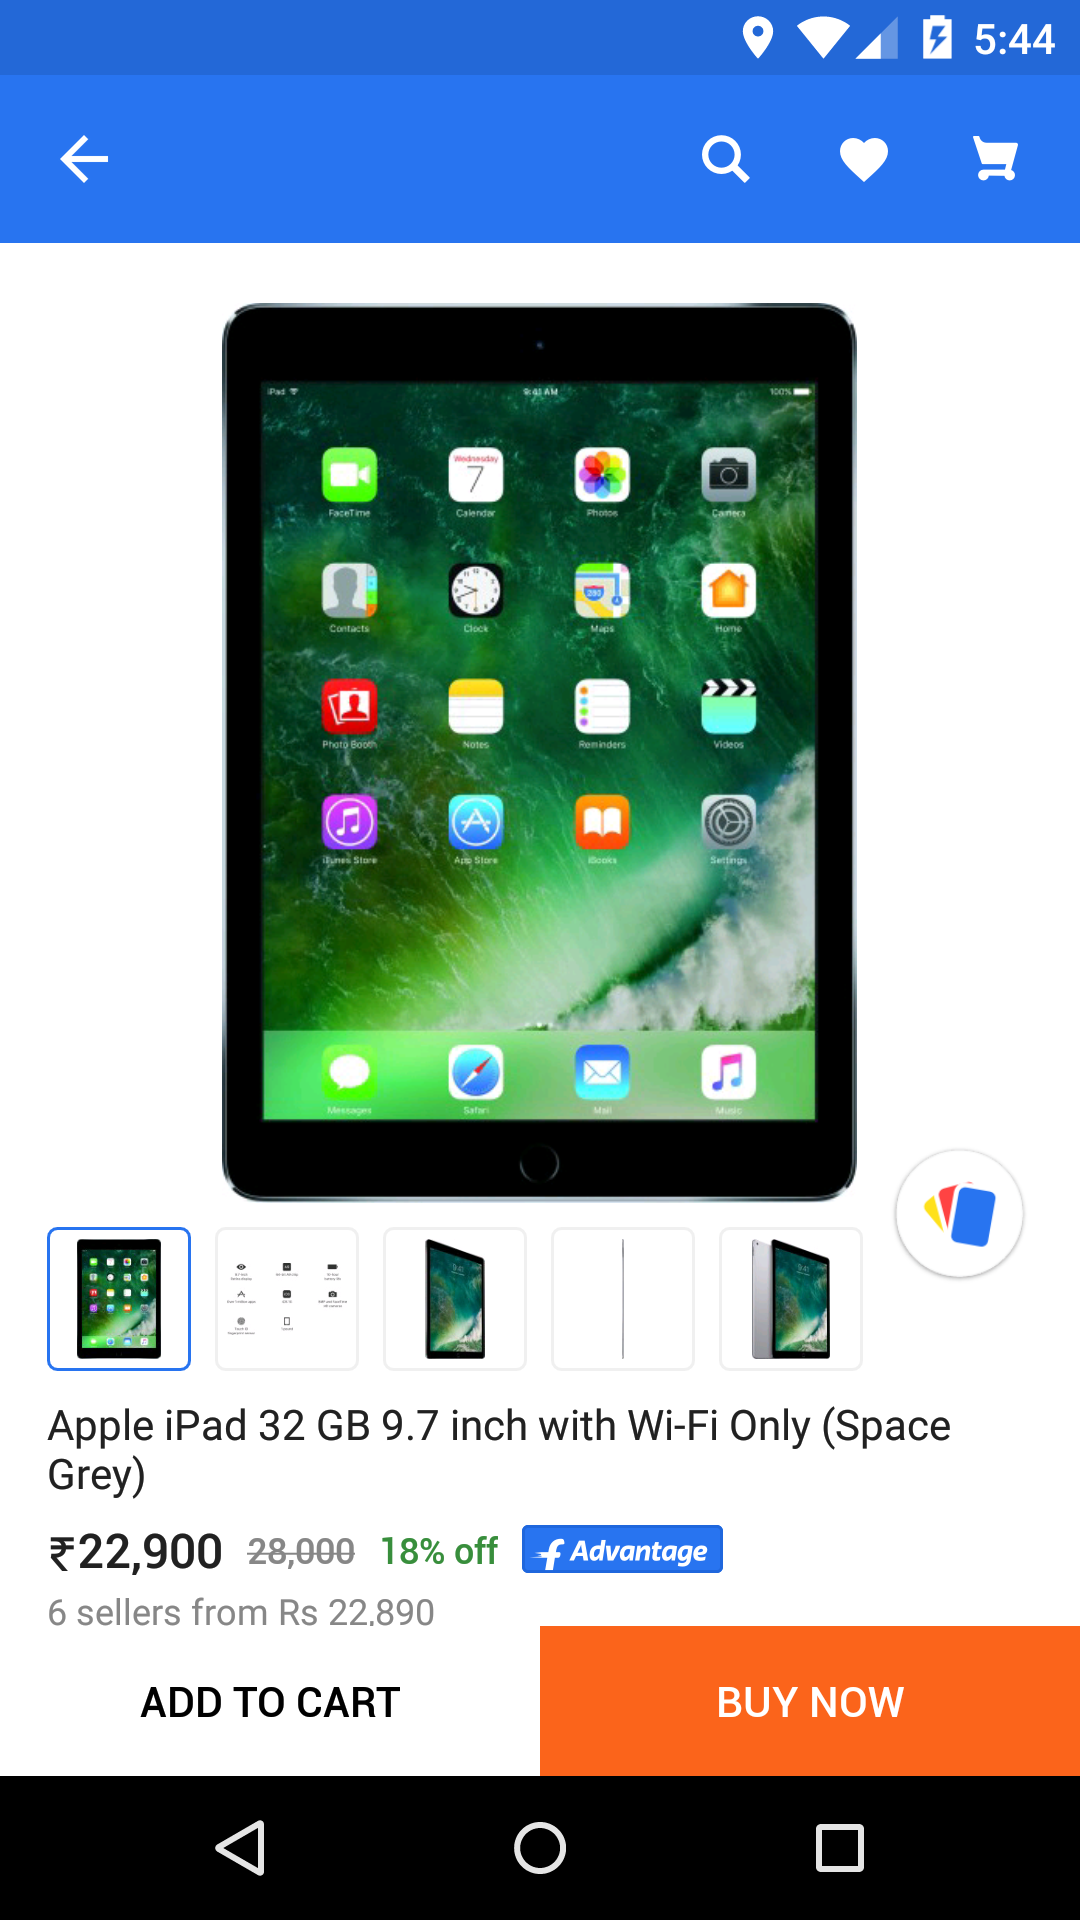 5:44
iPad 9:41 AM 100%
Wednesday
7
FaceTime Calendar Photos Camera
280
Contacts Clock Maps Home
Photo Booth Notes Reminders Videos
iTunes Store App Store iBooks Settings
Messages Safari Mail Music
Apple iPad 32 GB 9.7 inch with Wi-Fi Only (Space
Grey)
₹22,900 28,000 18% off f Advantage
6 sellers from Rs 22,890
ADD TO CART BUY NOW